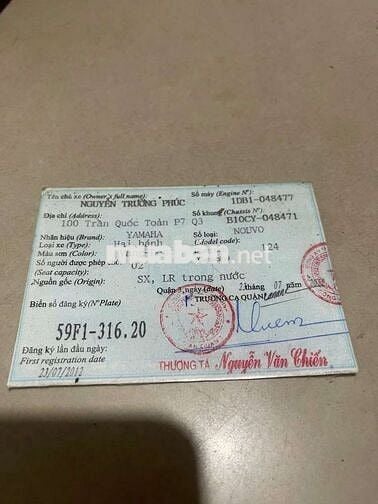 Tên chủ xe (Owner's full name): Số máy (Engine Nº):
NGUYỄN TRƯỜNG PHÚC 1DB1-048477
Địa chỉ (Address): Số khung (Chassis Nº)
100 Trần Quốc Toản P7 Q3 B10CY-048471
Nhãn hiệu (Brand): YAMAHA Số loại: NOUVO
Loại xe (Type): Hai bánh (Model code):
Màu sơn (Color): 124
Số người được phép chở: 02
(Seat capacity)
Nguồn gốc (Origin): SX, LR trong nước
muaban.net
Quận 3, ngày (date) tháng 07 năm
Biển số đăng ký (Nº Plate) TRƯỞNG CA QUẬN
59F1-316.20
Đăng ký lần đầu ngày:
First registration date
23/07/2012
THƯỢNG TÁ Nguyễn Văn Chiến